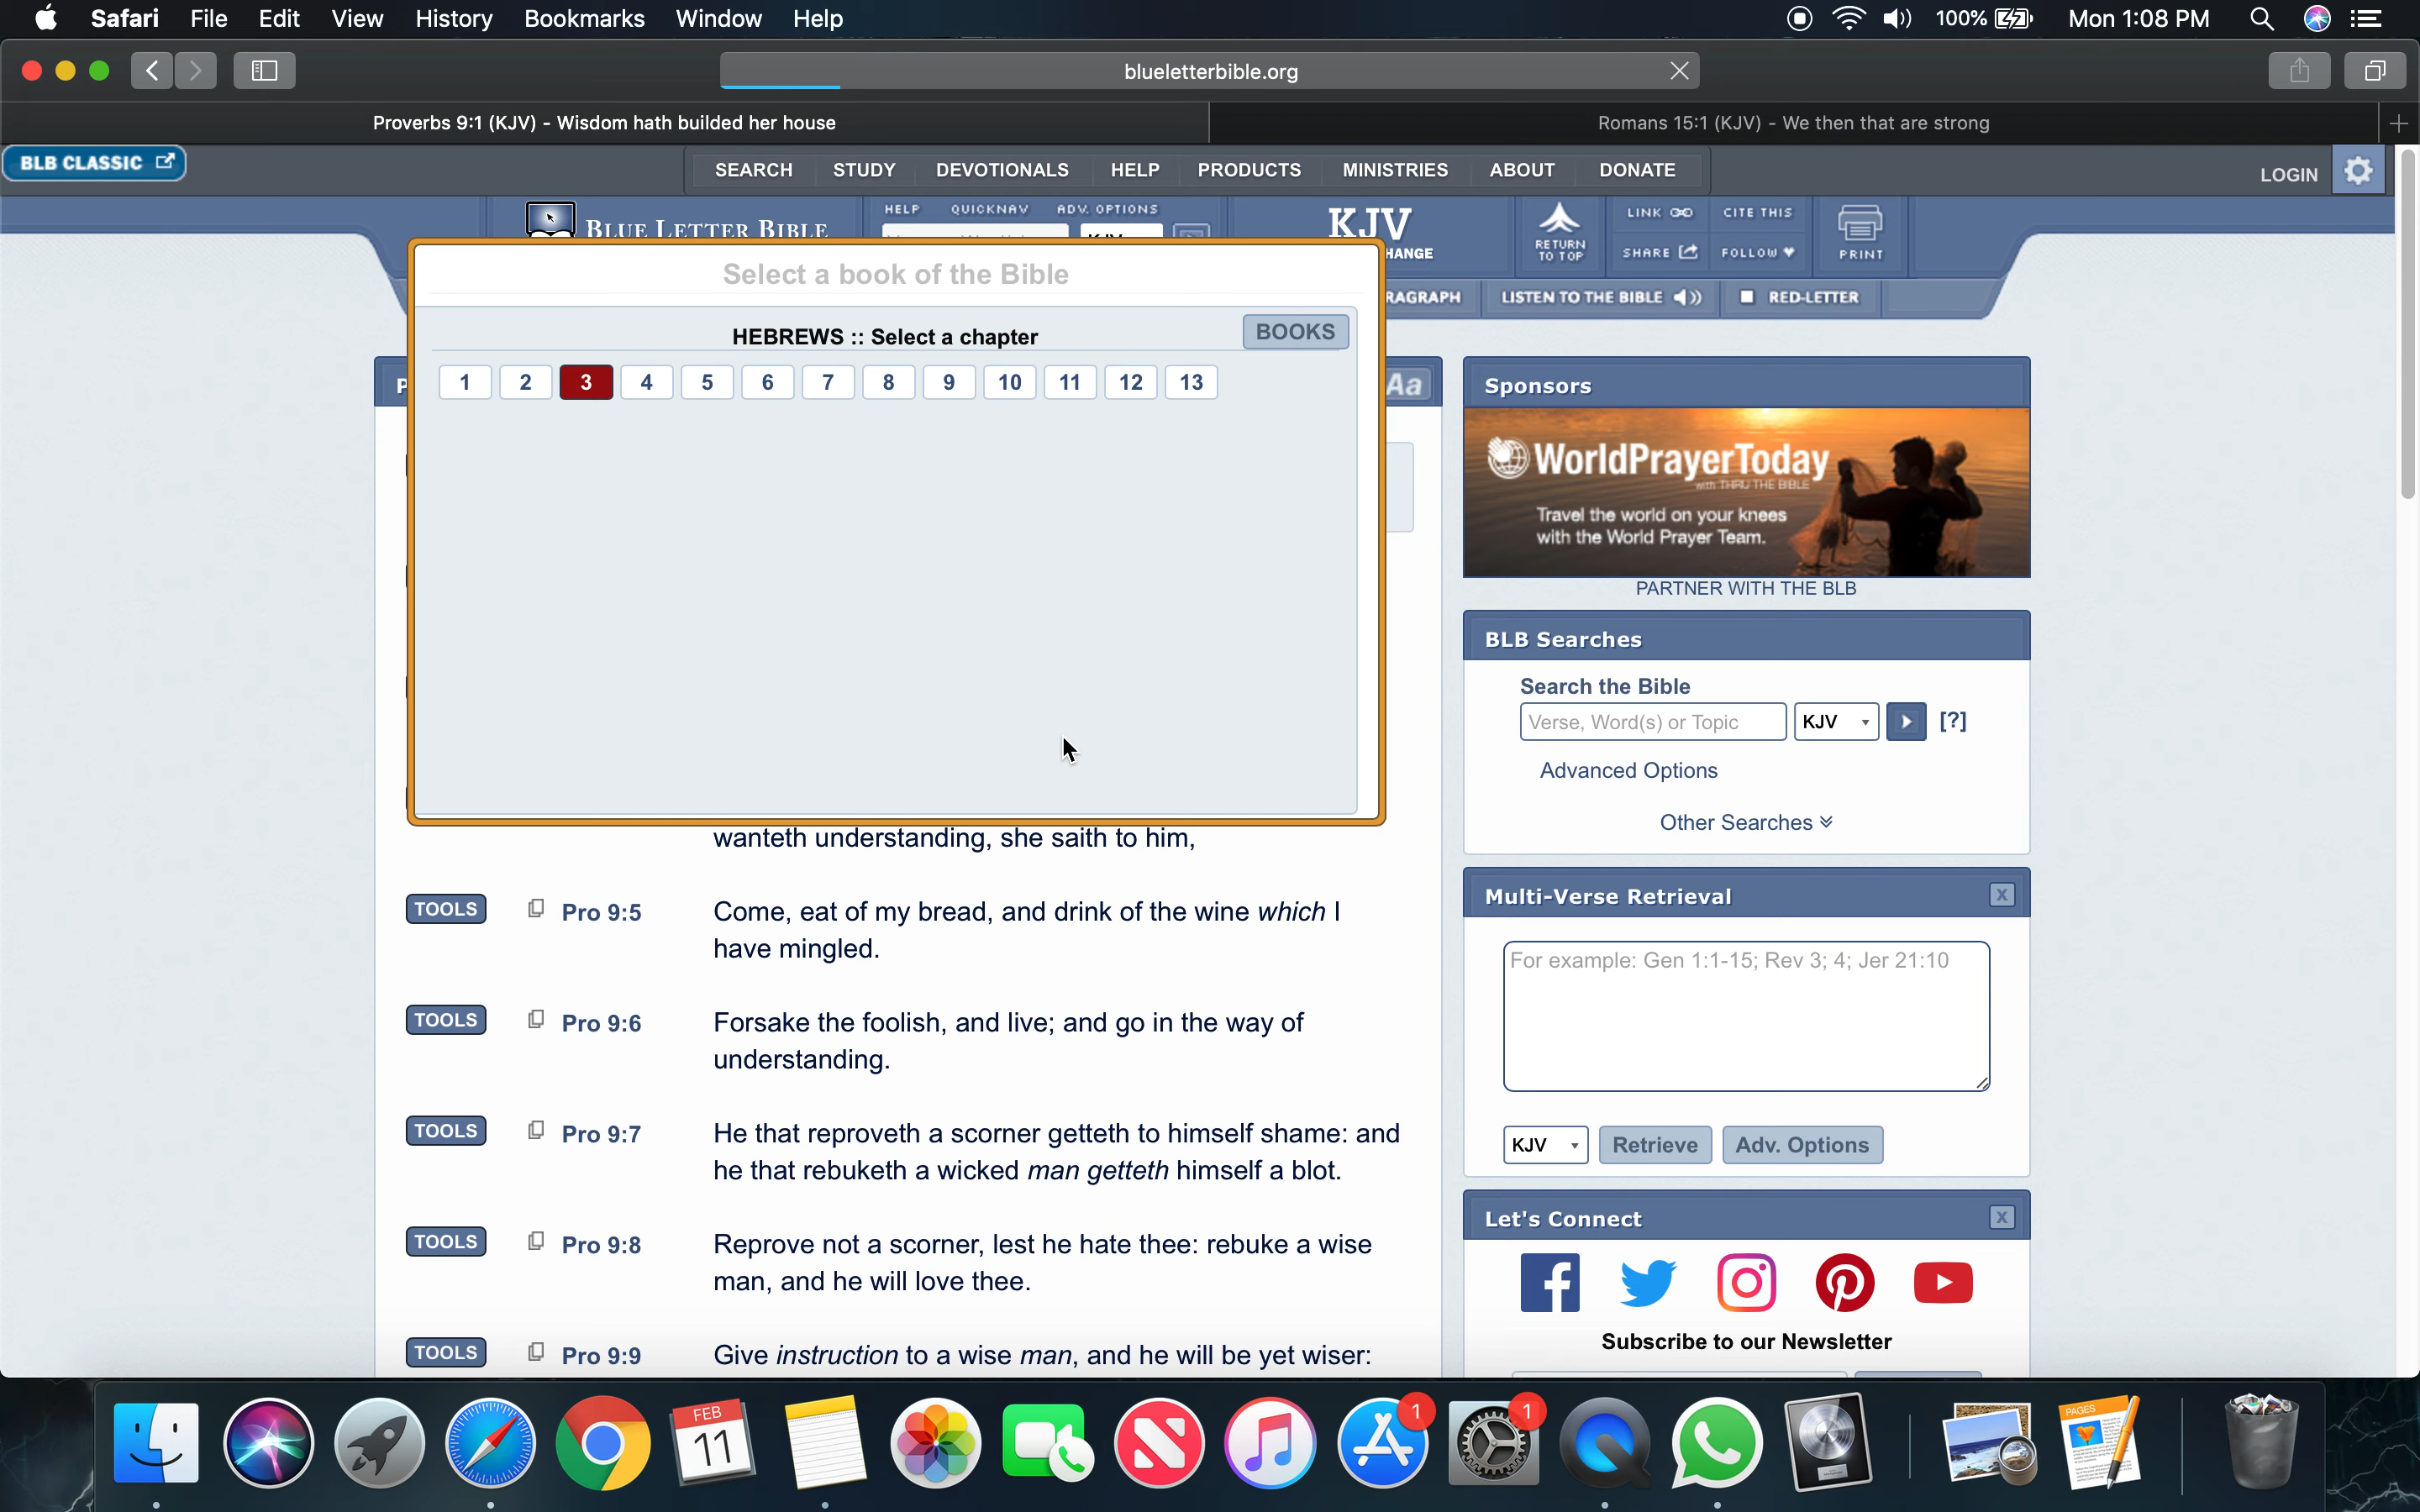 Safari File Edit View History Bookmarks Window Help 100% Mon 1:08 PM
blueletterbible.org
Proverbs 9:1 (KJV) - Wisdom hath builded her house
Romans 15:1 (KJV) - We then that are strong
BLB CLASSIC
SEARCH STUDY DEVOTIONALS HELP PRODUCTS MINISTRIES ABOUT DONATE
LOGIN
BLUE LETTER BIBLE
HELP QUICKNAV ADV. OPTIONS
KJV
HANGE
RETURN
TO TOP
LINK CITE THIS
SHARE FOLLOW
PRINT
RAGRAPH LISTEN TO THE BIBLE RED-LETTER
Select a book of the Bible
HEBREWS :: Select a chapter
BOOKS
1 2 3 4 5 6 7 8 9 10 11 12 13
Aa
wanteth understanding, she saith to him,
TOOLS Pro 9:5 Come, eat of my bread, and drink of the wine which I
have mingled.
TOOLS Pro 9:6 Forsake the foolish, and live; and go in the way of
understanding.
TOOLS Pro 9:7 He that reproveth a scorner getteth to himself shame: and
he that rebuketh a wicked man getteth himself a blot.
TOOLS Pro 9:8 Reprove not a scorner, lest he hate thee: rebuke a wise
man, and he will love thee.
TOOLS Pro 9:9 Give instruction to a wise man, and he will be yet wiser:
Sponsors
WorldPrayerToday
with THRU THE BIBLE
Travel the world on your knees
with the World Prayer Team.
PARTNER WITH THE BLB
BLB Searches
Search the Bible
Verse, Word(s) or Topic KJV [?]
Advanced Options
Other Searches
Multi-Verse Retrieval X
For example: Gen 1:1-15; Rev 3; 4; Jer 21:10
KJV Retrieve Adv. Options
Let's Connect X
Subscribe to our Newsletter
FEB
11
1
1
PAGES